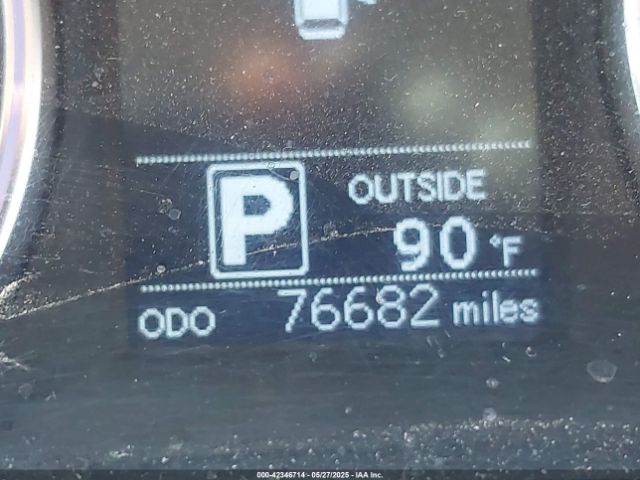 P
OUTSIDE
90 °F
ODO 76682 miles
000-42346714 - 05/27/2025 - IAA Inc.